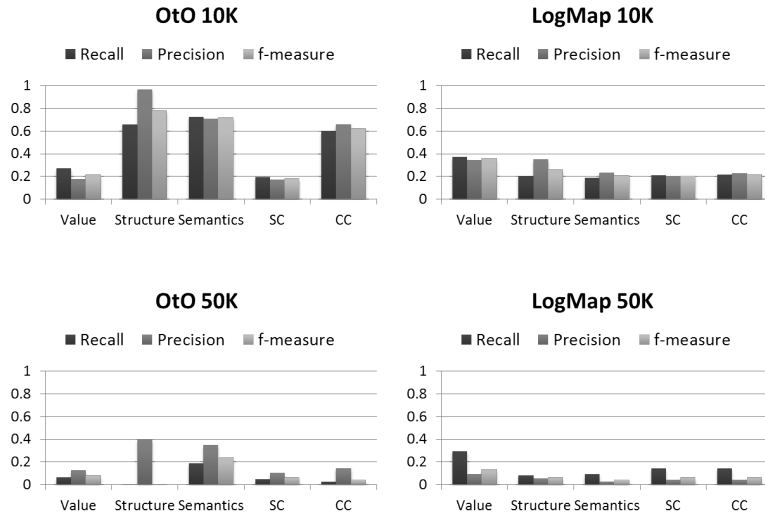 OtO 10K
Recall Precision f-measure
1
0.8
0.6
0.4
0.2
0
Value Structure Semantics SC CC
LogMap 10K
Recall Precision f-measure
1
0.8
0.6
0.4
0.2
0
Value Structure Semantics SC CC
OtO 50K
Recall Precision f-measure
1
0.8
0.6
0.4
0.2
0
Value Structure Semantics SC CC
LogMap 50K
Recall Precision f-measure
1
0.8
0.6
0.4
0.2
0
Value Structure Semantics SC CC